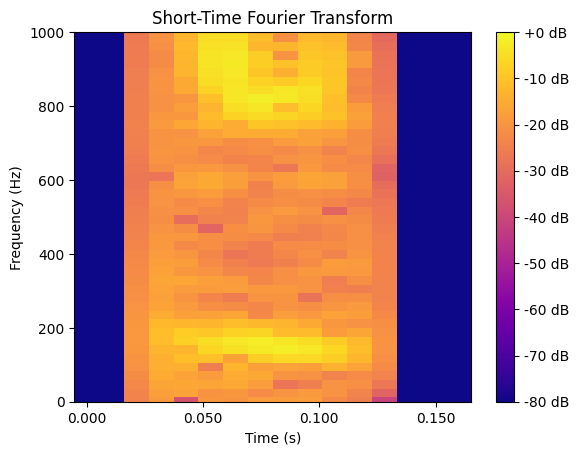 Short-Time Fourier Transform
1000
800
600
400
200
0
Frequency (Hz)
0.000
0.050
0.100
0.150
Time (s)
+0 dB
-10 dB
-20 dB
-30 dB
-40 dB
-50 dB
-60 dB
-70 dB
-80 dB